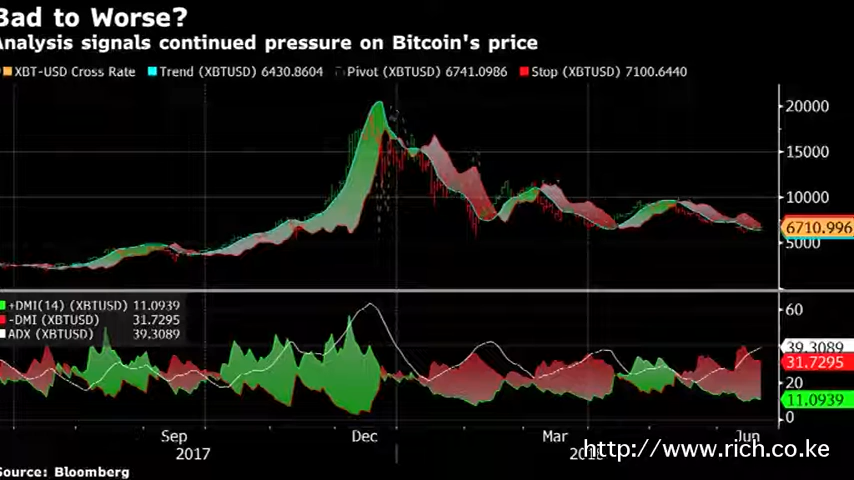 Bad to Worse?
Analysis signals continued pressure on Bitcoin's price
XBT-USD Cross Rate Trend (XBTUSD) 6430.8604 Pivot (XBTUSD) 6741.0986 Stop (XBTUSD) 7100.6440
20000
15000
10000
6710.996
5000
+DMI(14) (XBTUSD) 11.0939
-DMI (XBTUSD) 31.7295
ADX (XBTUSD) 39.3089
60
39.3089
31.7295
20
11.0939
0
Sep Dec Mar Jun
2017
http://www.rich.co.ke
Source: Bloomberg